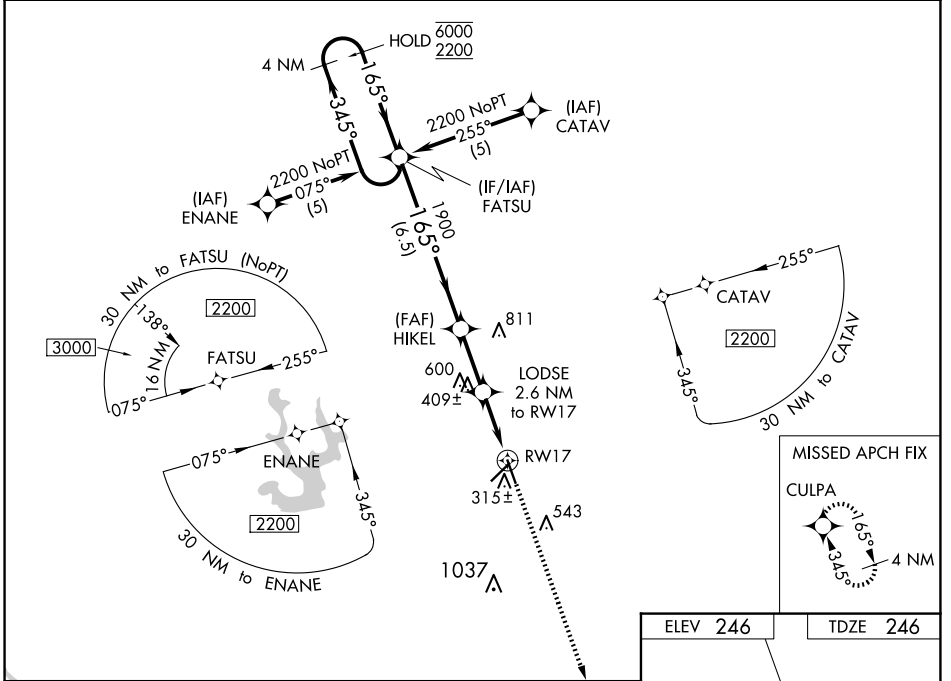 HOLD 6000
2200
4 NM
165°
345°
2200 NoPT
255°
(5)
(IAF)
CATAV
2200 NoPT
075°
(5)
(IAF)
ENANE
(IF/IAF)
FATSU
1900
165°
(6.5)
30 NM to FATSU (NoPT)
2200
138°
3000
16 NM
FATSU
075°
255°
(FAF)
HIKEL
811
600
409±
LODSE
2.6 NM
to RW17
RW17
315±
543
1037
255°
CATAV
2200
345°
30 NM to CATAV
075°
ENANE
345°
2200
30 NM to ENANE
MISSED APCH FIX
CULPA
165°
345°
4 NM
ELEV 246
TDZE 246